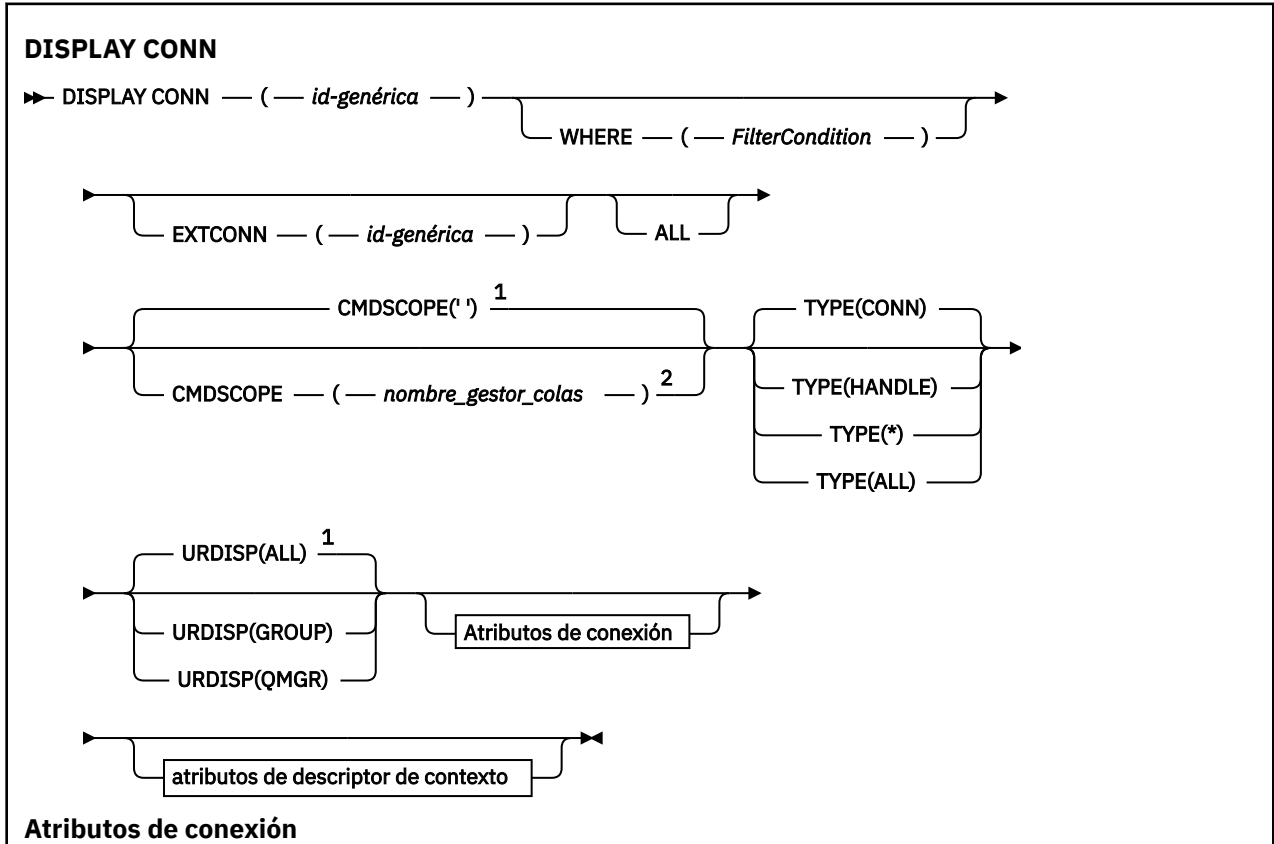 DISPLAY CONN
DISPLAY CONN ( id-genérica )
WHERE ( FilterCondition )
EXTCONN ( id-genérica )
ALL
CMDSCOPE(' ') 1
CMDSCOPE ( nombre_gestor_colas ) 2
TYPE(CONN)
TYPE(HANDLE)
TYPE(*)
TYPE(ALL)
URDISP(ALL) 1
URDISP(GROUP)
URDISP(QMGR)
Atributos de conexión
atributos de descriptor de contexto
Atributos de conexión